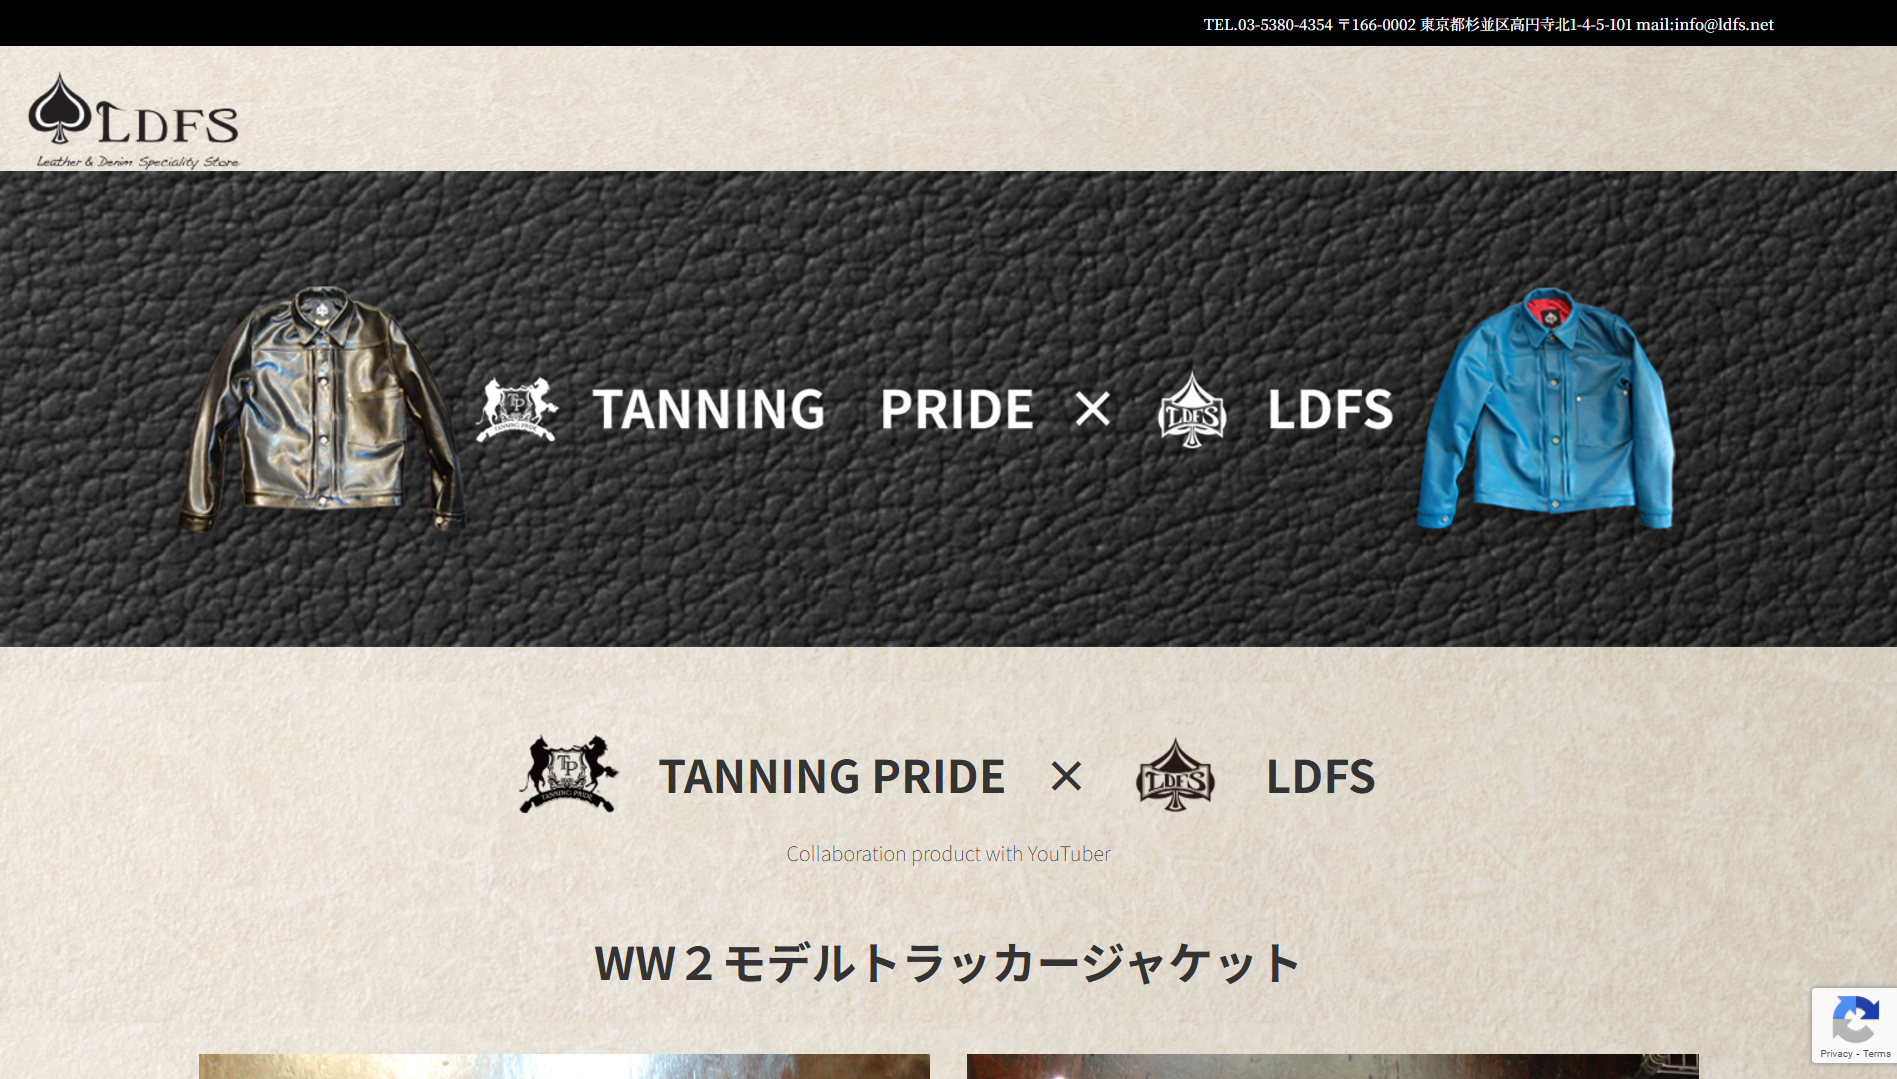 TEL.03-5380-4354 〒166-0002 東京都杉並区高円寺北1-4-5-101 mail:info@ldfs.net
LDFS
Leather & Denim Speciality Store
TP TANNING PRIDE TANNING PRIDE × LDFS LDFS
TP TANNING PRIDE TANNING PRIDE × LDFS LDFS
Collaboration product with YouTuber
WW２モデルトラッカージャケット
Privacy - Terms